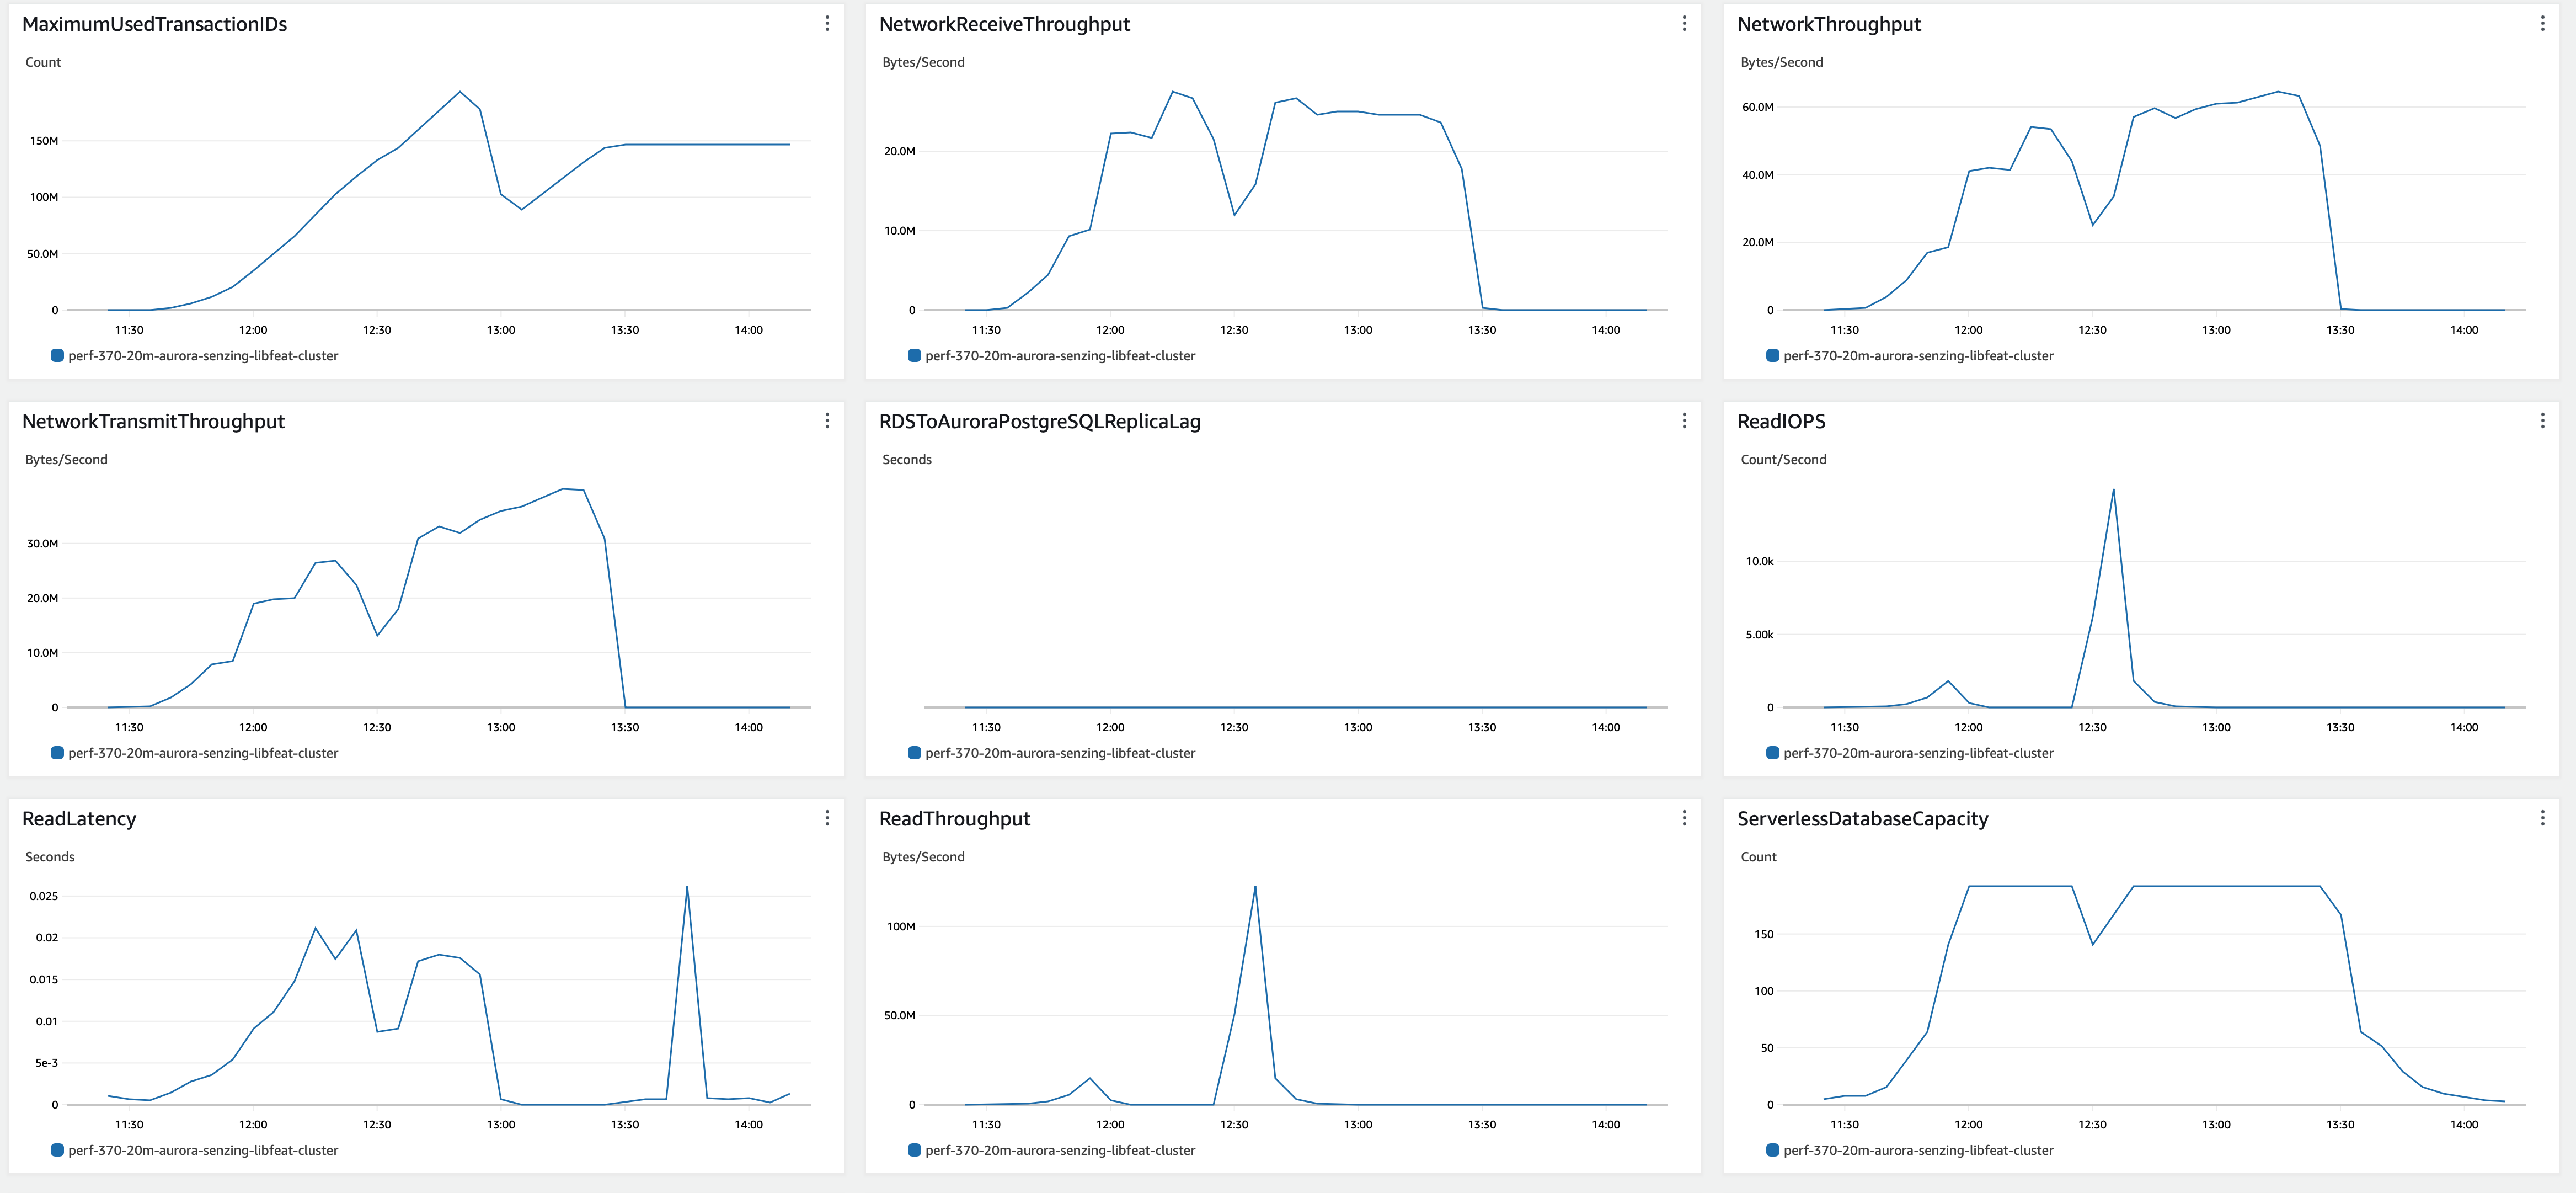 MaximumUsedTransactionIDs
Count
150M
100M
50.0M
0
11:30 12:00 12:30 13:00 13:30 14:00
perf-370-20m-aurora-senzing-libfeat-cluster
NetworkReceiveThroughput
Bytes/Second
20.0M
10.0M
0
11:30 12:00 12:30 13:00 13:30 14:00
perf-370-20m-aurora-senzing-libfeat-cluster
NetworkThroughput
Bytes/Second
60.0M
40.0M
20.0M
0
11:30 12:00 12:30 13:00 13:30 14:00
perf-370-20m-aurora-senzing-libfeat-cluster
NetworkTransmitThroughput
Bytes/Second
30.0M
20.0M
10.0M
0
11:30 12:00 12:30 13:00 13:30 14:00
perf-370-20m-aurora-senzing-libfeat-cluster
RDSToAuroraPostgreSQLReplicaLag
Seconds
11:30 12:00 12:30 13:00 13:30 14:00
perf-370-20m-aurora-senzing-libfeat-cluster
ReadIOPS
Count/Second
10.0k
5.00k
0
11:30 12:00 12:30 13:00 13:30 14:00
perf-370-20m-aurora-senzing-libfeat-cluster
ReadLatency
Seconds
0.025
0.02
0.015
0.01
5e-3
0
11:30 12:00 12:30 13:00 13:30 14:00
perf-370-20m-aurora-senzing-libfeat-cluster
ReadThroughput
Bytes/Second
100M
50.0M
0
11:30 12:00 12:30 13:00 13:30 14:00
perf-370-20m-aurora-senzing-libfeat-cluster
ServerlessDatabaseCapacity
Count
150
100
50
0
11:30 12:00 12:30 13:00 13:30 14:00
perf-370-20m-aurora-senzing-libfeat-cluster